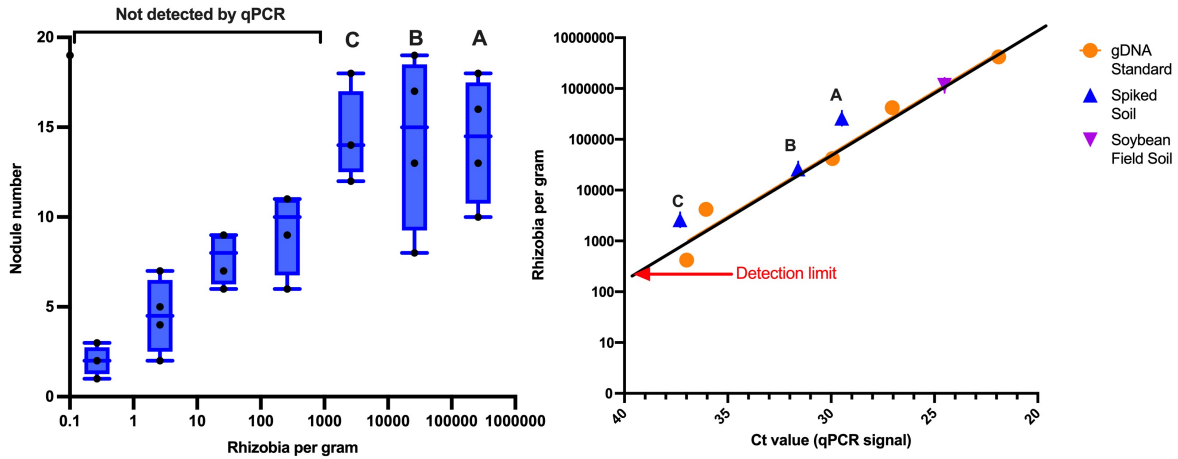 Not detected by qPCR
C
B
A
Nodule number
20
15
10
5
0
0.1
1
10
100
1000
10000
100000
1000000
Rhizobia per gram
Rhizobia per gram
10000000
1000000
100000
10000
1000
100
10
0
A
B
C
Detection limit
40
35
30
25
20
Ct value (qPCR signal)
gDNA
Standard
Spiked
Soil
Soybean
Field Soil